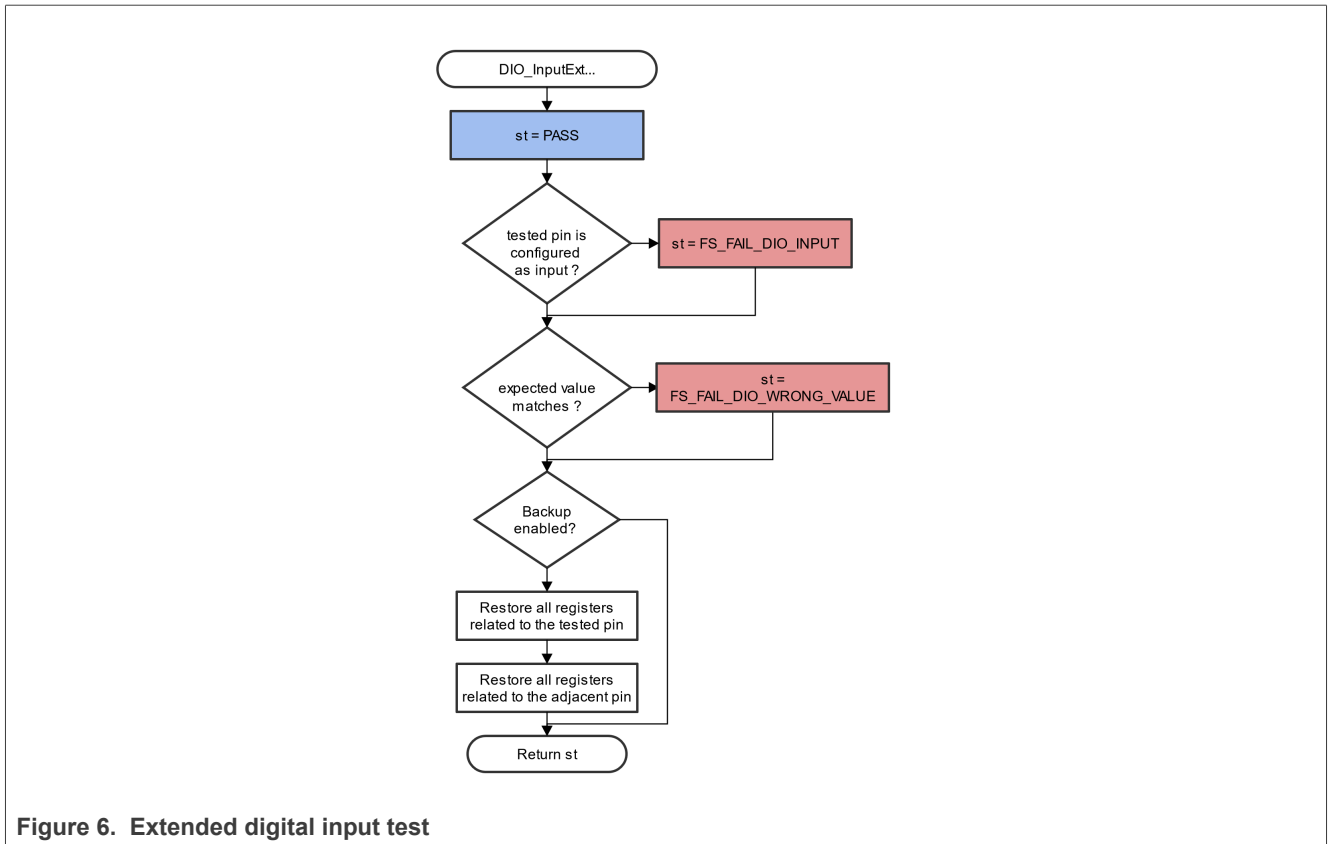 DIO_InputExt...
st = PASS
tested pin is
configured
as input ?
st = FS_FAIL_DIO_INPUT
expected value
matches ?
st =
FS_FAIL_DIO_WRONG_VALUE
Backup
enabled?
Restore all registers
related to the tested pin
Restore all registers
related to the adjacent pin
Return st
Figure 6. Extended digital input test